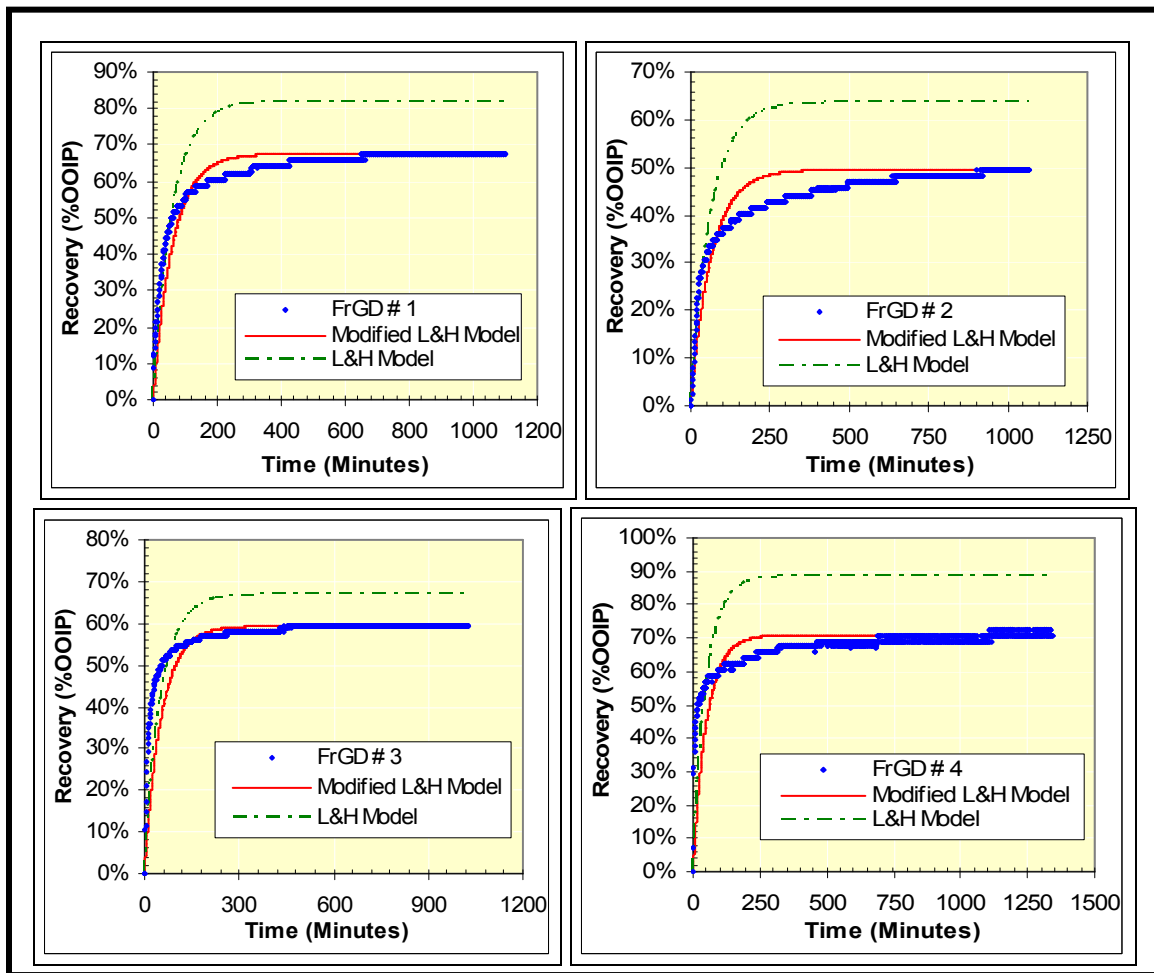 90%
80%
70%
60%
50%
40%
30%
20%
10%
0%
Recovery (%OOIP)
FrGD # 1
Modified L&H Model
L&H Model
0 200 400 600 800 1000 1200
Time (Minutes)
70%
60%
50%
40%
30%
20%
10%
0%
Recovery (%OOIP)
FrGD # 2
Modified L&H Model
L&H Model
0 250 500 750 1000 1250
Time (Minutes)
80%
70%
60%
50%
40%
30%
20%
10%
0%
Recovery (%OOIP)
FrGD # 3
Modified L&H Model
L&H Model
0 300 600 900 1200
Time (Minutes)
100%
90%
80%
70%
60%
50%
40%
30%
20%
10%
0%
Recovery (%OOIP)
FrGD # 4
Modified L&H Model
L&H Model
0 250 500 750 1000 1250 1500
Time (Minutes)